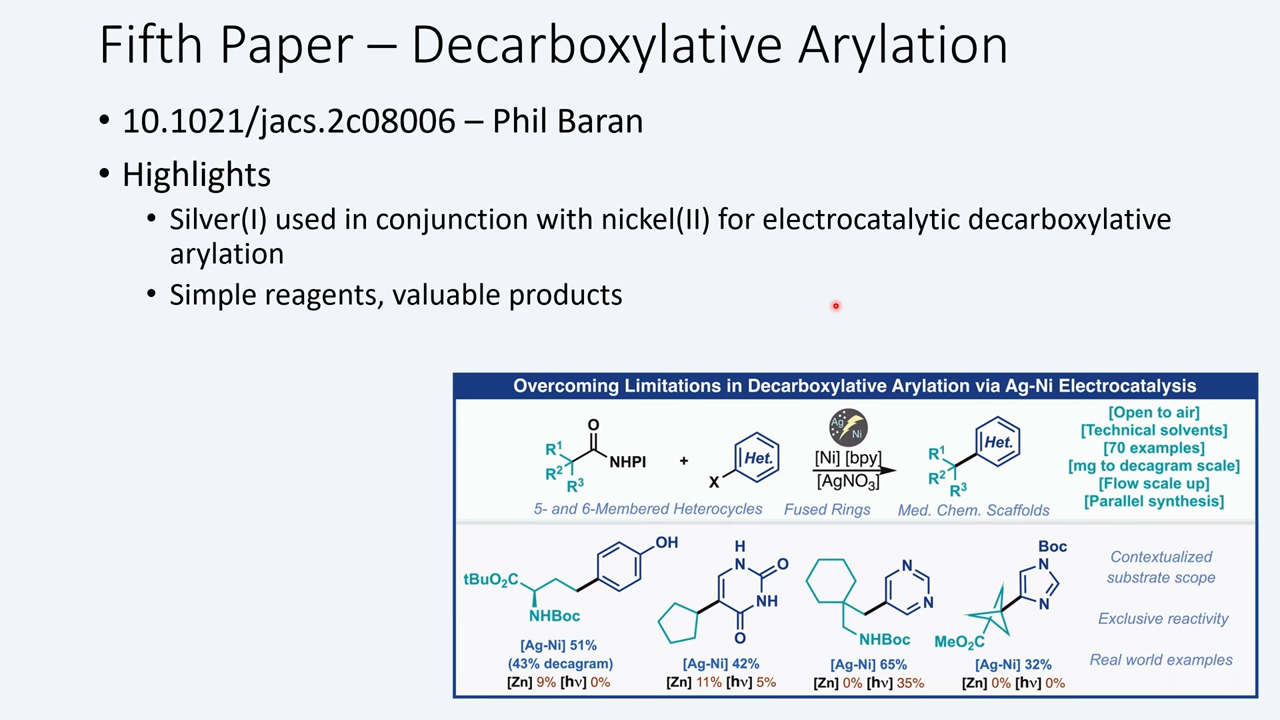 Fifth Paper – Decarboxylative Arylation
• 10.1021/jacs.2c08006 – Phil Baran
• Highlights
• Silver(I) used in conjunction with nickel(II) for electrocatalytic decarboxylative
arylation
• Simple reagents, valuable products
Overcoming Limitations in Decarboxylative Arylation via Ag-Ni Electrocatalysis
O
R¹
R²
R³
NHPI
+
X
Het.
Ag
Ni
[Ni] [bpy]
[AgNO₃]
R¹
R²
R³
Het.
5- and 6-Membered Heterocycles
Fused Rings
Med. Chem. Scaffolds
[Open to air]
[Technical solvents]
[70 examples]
[mg to decagram scale]
[Flow scale up]
[Parallel synthesis]
tBuO₂C
NHBoc
OH
[Ag-Ni] 51%
(43% decagram)
[Zn] 9% [hν] 0%
H
N
O
NH
O
[Ag-Ni] 42%
[Zn] 11% [hν] 5%
N
N
NHBoc
[Ag-Ni] 65%
[Zn] 0% [hν] 35%
Boc
N
N
MeO₂C
[Ag-Ni] 32%
[Zn] 0% [hν] 0%
Contextualized
substrate scope
Exclusive reactivity
Real world examples